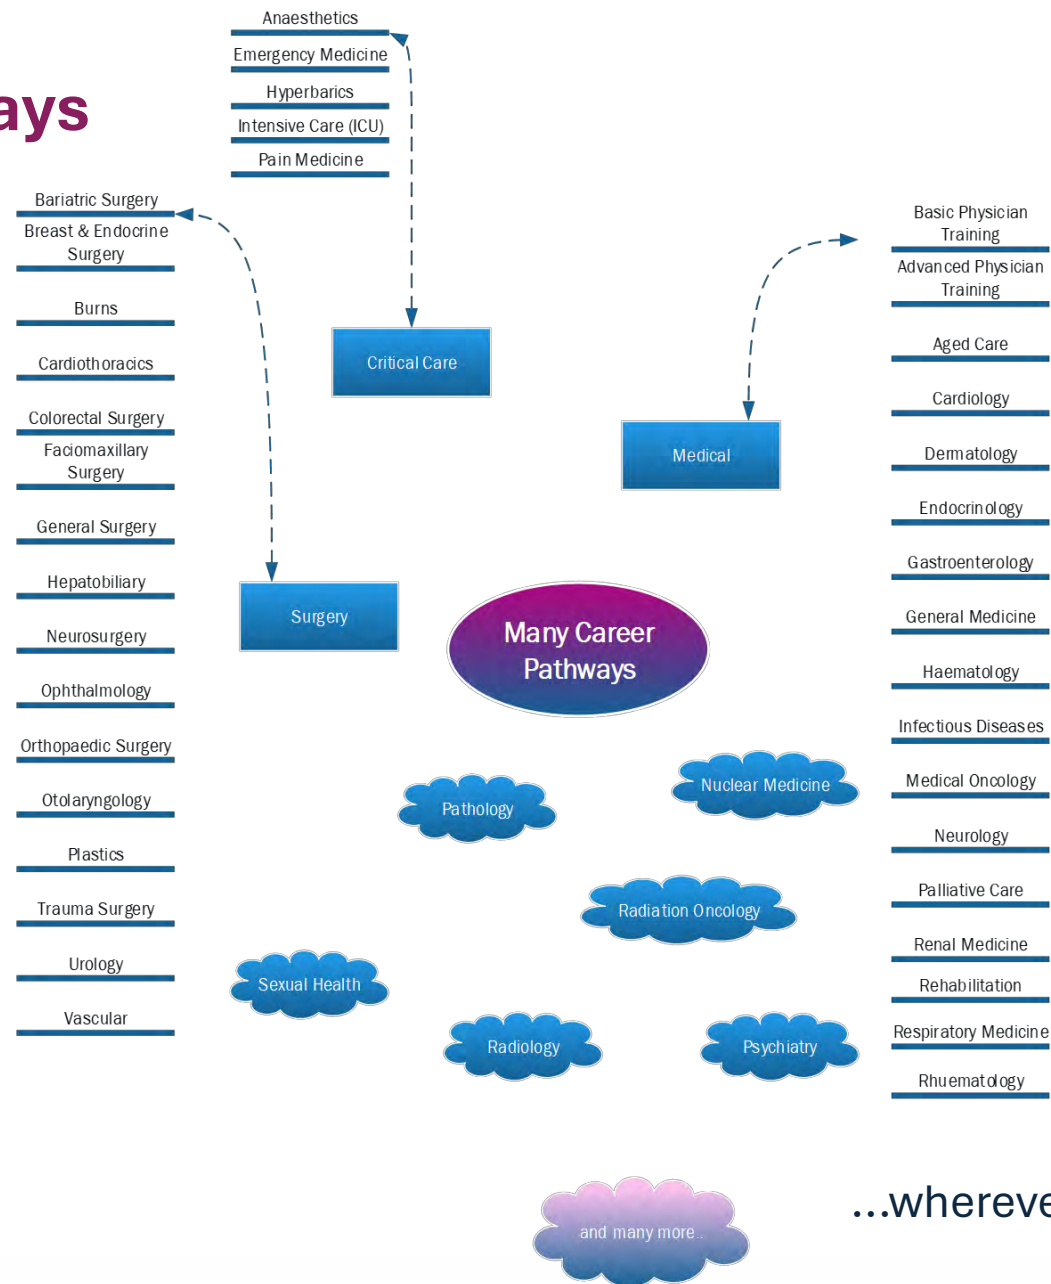 ays
Anaesthetics
Emergency Medicine
Hyperbarics
Intensive Care (ICU)
Pain Medicine
Bariatric Surgery
Breast & Endocrine
Surgery
Burns
Cardiothoracics
Colorectal Surgery
Faciomaxillary
Surgery
General Surgery
Hepatobiliary
Neurosurgery
Ophthalmology
Orthopaedic Surgery
Otolaryngology
Plastics
Trauma Surgery
Urology
Vascular
Critical Care
Medical
Surgery
Many Career
Pathways
Pathology
Nuclear Medicine
Radiation Oncology
Sexual Health
Radiology
Psychiatry
Basic Physician
Training
Advanced Physician
Training
Aged Care
Cardiology
Dermatology
Endocrinology
Gastroenterology
General Medicine
Haematology
Infectious Diseases
Medical Oncology
Neurology
Palliative Care
Renal Medicine
Rehabilitation
Respiratory Medicine
Rhuematology
and many more..
...whereve